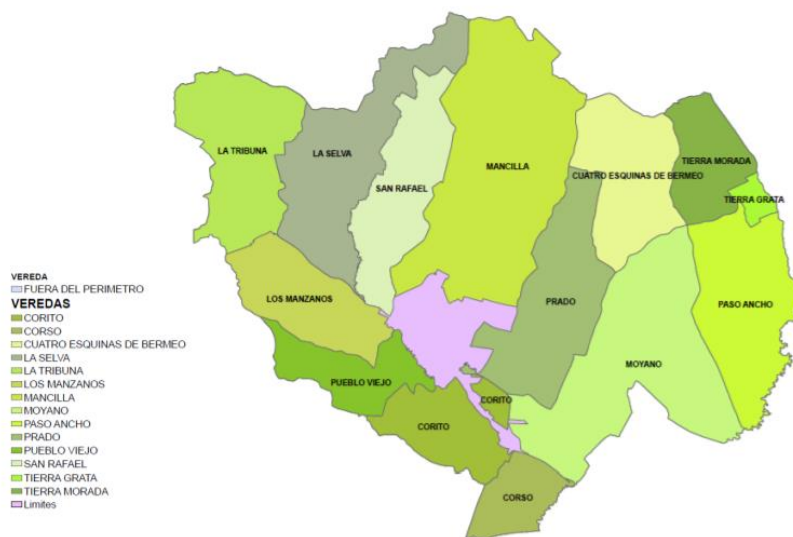 LA TRIBUNA
LA SELVA
SAN RAFAEL
MANCILLA
CUATRO ESQUINAS DE BERMEO
TIERRA MORADA
TIERRA GRATA
LOS MANZANOS
PRADO
PASO ANCHO
MOYANO
PUEBLO VIEJO
CORITO
CORITO
CORSO
VEREDA
FUERA DEL PERIMETRO
VEREDAS
CORITO
CORSO
CUATRO ESQUINAS DE BERMEO
LA SELVA
LA TRIBUNA
LOS MANZANOS
MANCILLA
MOYANO
PASO ANCHO
PRADO
PUEBLO VIEJO
SAN RAFAEL
TIERRA GRATA
TIERRA MORADA
Limites